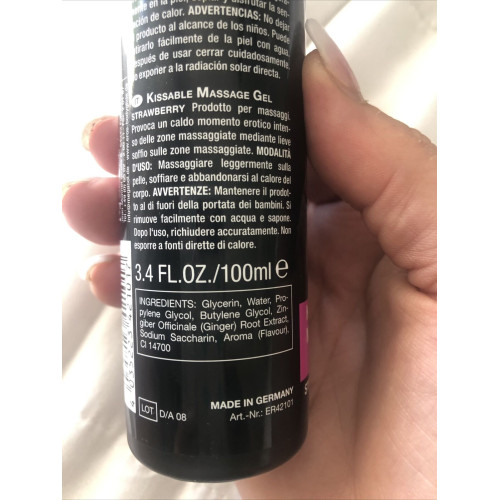 nación de calor. ADVERTENCIAS: No dejar
producto al alcance de los niños. Puede
retirarlo fácilmente de la piel con agua.
Después de usar cerrar cuidadosamente.
exponer a la radiación solar directa.
IT KISSABLE MASSAGE GEL
STRAWBERRY Prodotto per massaggi.
Provoca un caldo momento erotico inten-
so delle zone massaggiate mediante lieve
soffio sulle zone massaggiate. MODALITÀ
D'USO: Massaggiare leggermente sulla
pelle, soffiare e abbandonarsi al calore del
corpo. AVVERTENZE: Mantenere il prodot-
to al di fuori della portata dei bambini. Si
rimuove facilmente con acqua e sapone.
Dopo l'uso, richiudere accuratamente. Non
esporre a fonti dirette di calore.
3.4 FL.OZ./100ml e
INGREDIENTS: Glycerin, Water, Pro-
pylene Glycol, Butylene Glycol, Zin-
giber Officinale (Ginger) Root Extract,
Sodium Saccharin, Aroma (Flavour),
CI 14700
LOT D/A 08
MADE IN GERMANY
Art.-Nr.: ER42101